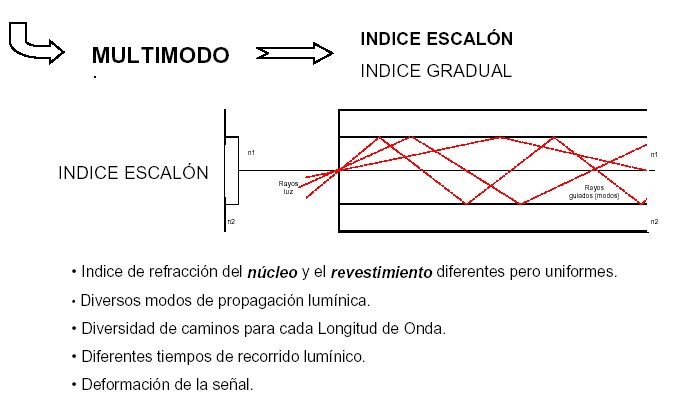 MULTIMODO
INDICE ESCALÓN
INDICE GRADUAL
INDICE ESCALÓN
n1
n2
Rayos
luz
Rayos
guiados (modos)
n1
n2
• Indice de refracción del núcleo y el revestimiento diferentes pero uniformes.
• Diversos modos de propagación lumínica.
• Diversidad de caminos para cada Longitud de Onda.
• Diferentes tiempos de recorrido lumínico.
• Deformación de la señal.